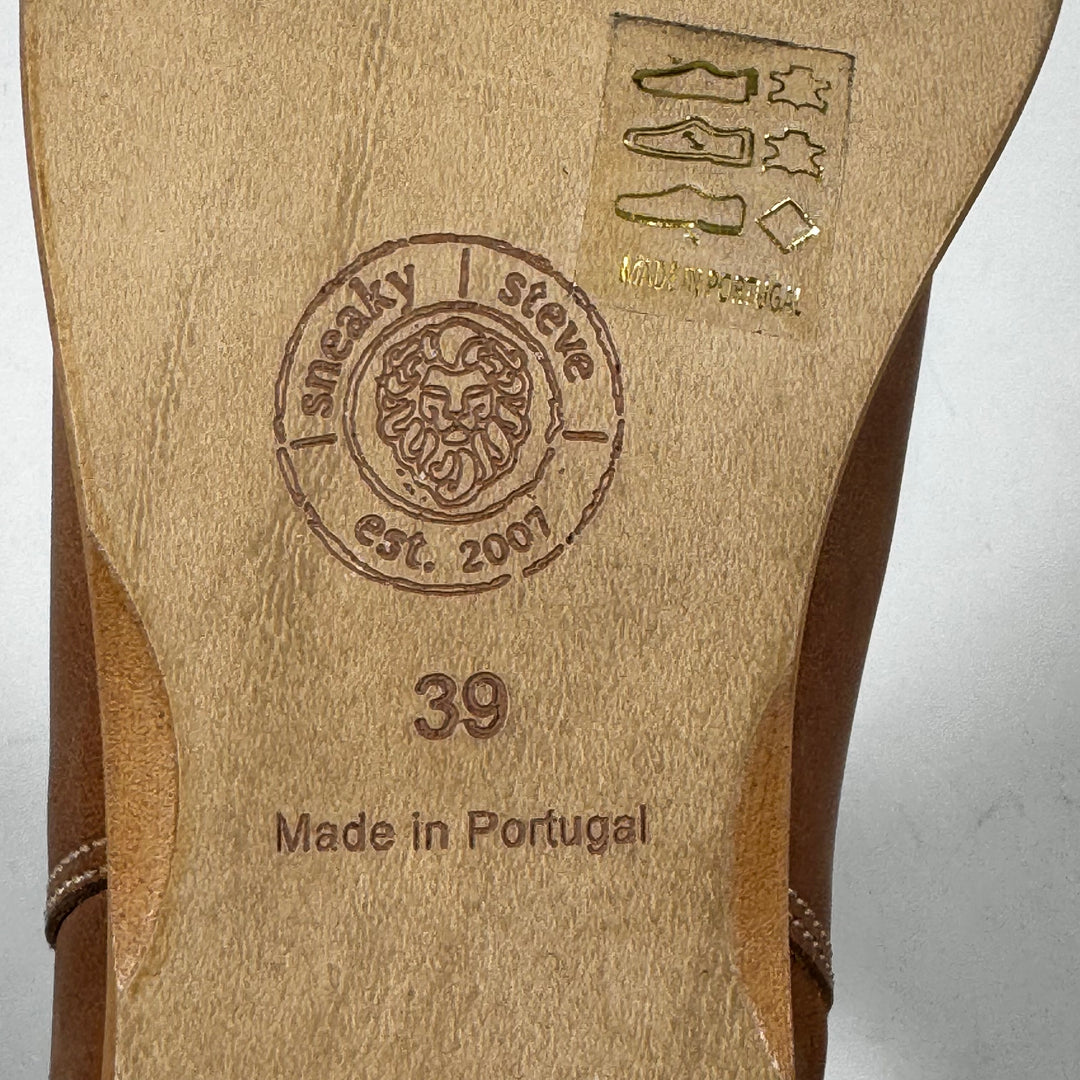 MADE IN PORTUGAL
sneaky | steve
est. 2007
39
Made in Portugal